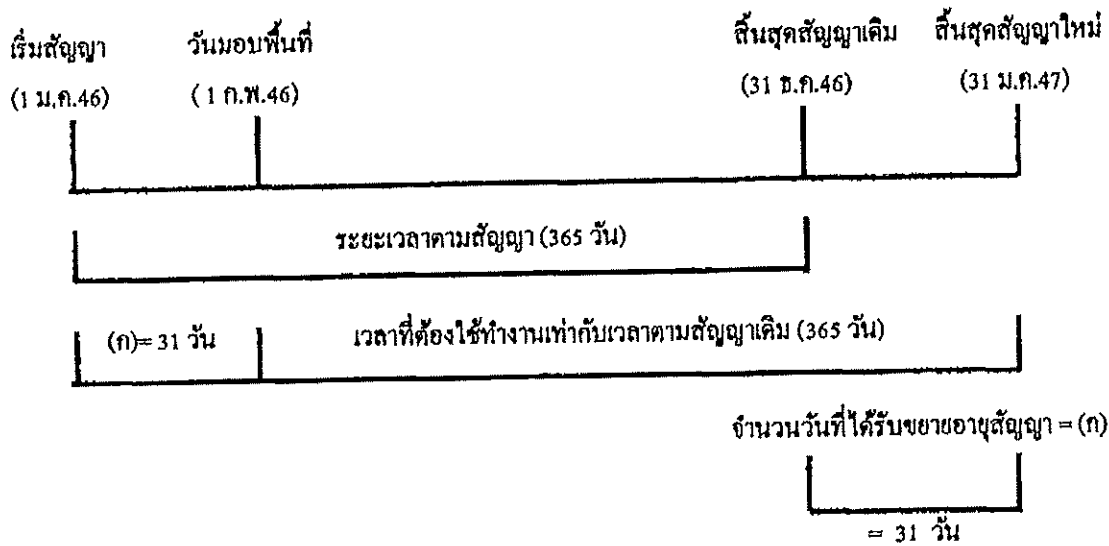 เริ่มสัญญา วันมอบพื้นที่ สิ้นสุดสัญญาเดิม สิ้นสุดสัญญาใหม่
(1 ม.ค.46) ( 1 ก.พ.46) (31 ธ.ค.46) (31 ม.ค.47)
ระยะเวลาตามสัญญา (365 วัน)
(ก)= 31 วัน เวลาที่ต้องใช้ทำงานเท่ากับเวลาตามสัญญาเดิม (365 วัน)
จำนวนวันที่ได้รับขยายอายุสัญญา = (ก)
= 31 วัน